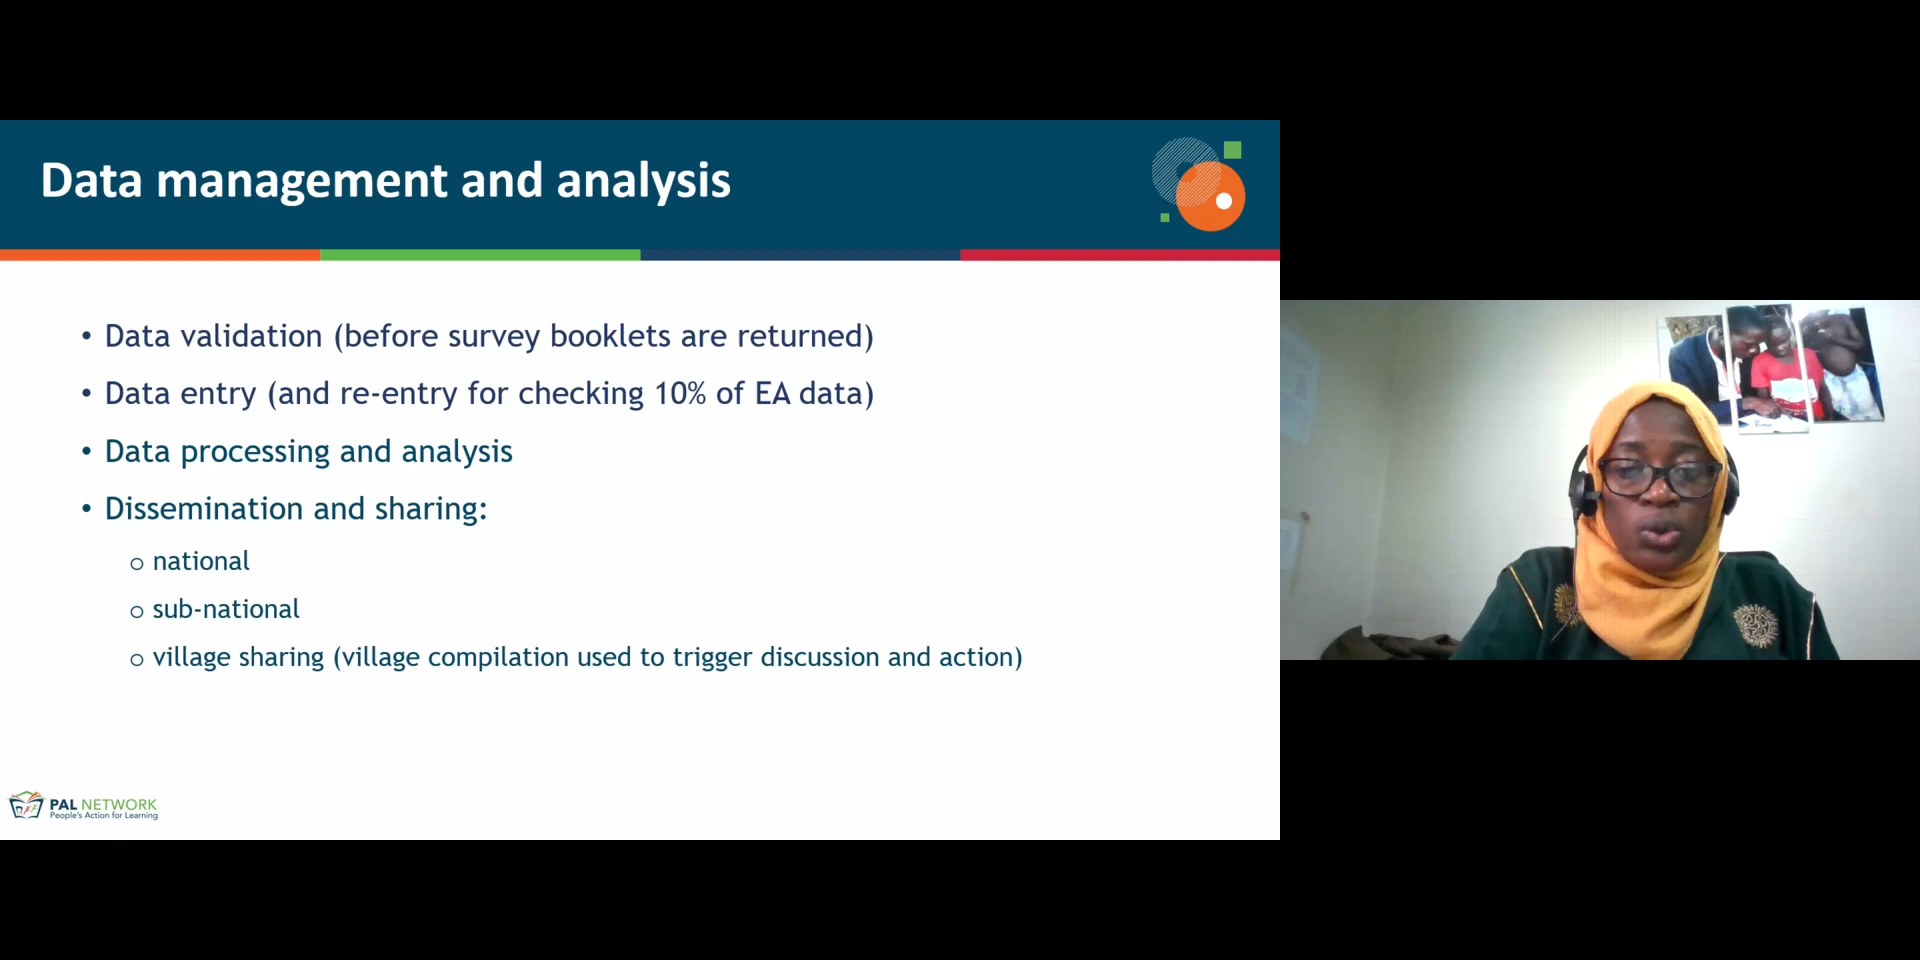 Data management and analysis
• Data validation (before survey booklets are returned)
• Data entry (and re-entry for checking 10% of EA data)
• Data processing and analysis
• Dissemination and sharing:
o national
o sub-national
o village sharing (village compilation used to trigger discussion and action)
PAL NETWORK
People's Action for Learning